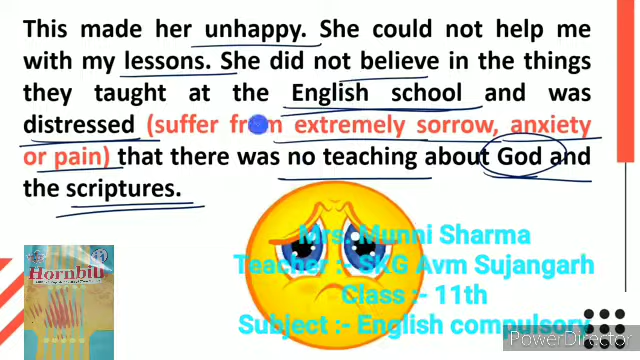 This made her unhappy. She could not help me
with my lessons. She did not believe in the things
they taught at the English school and was
distressed (suffer from extremely sorrow, anxiety
or pain) that there was no teaching about God and
the scriptures.
Mrs. Munni Sharma
Teacher :- SKG Avm Sujangarh
Class :- 11th
Subject :- English compulsory
Hornbill
PowerDirector